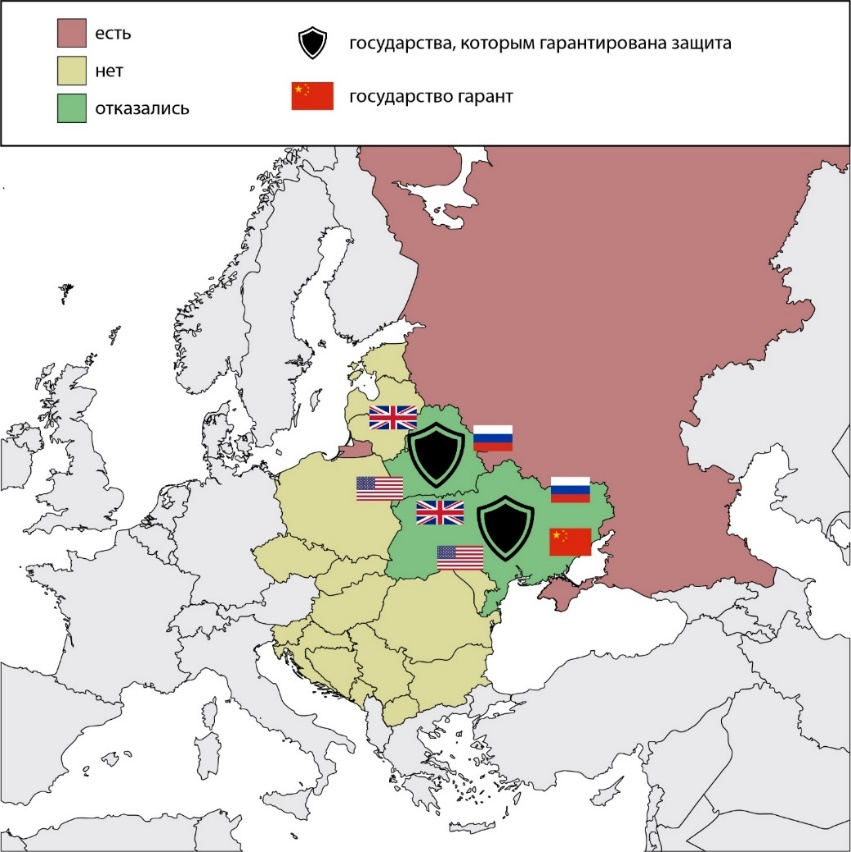 есть
нет
отказались
государства, которым гарантирована защита
государство гарант